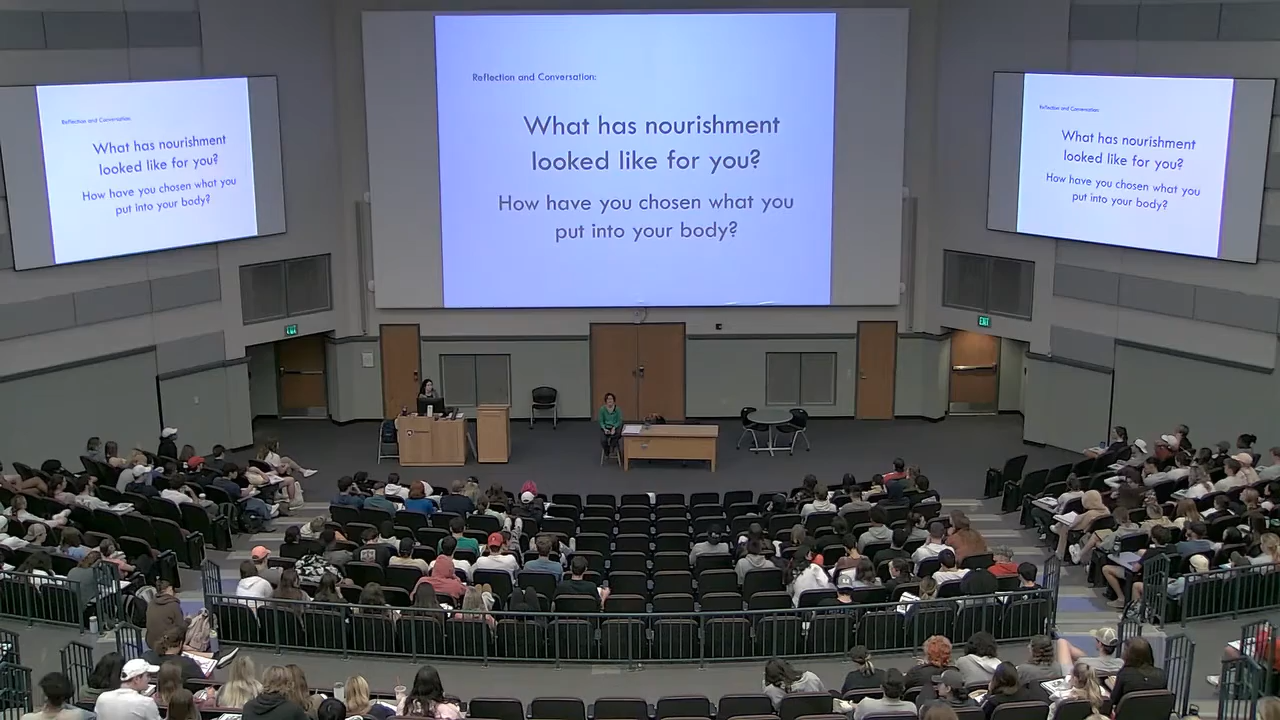 Reflection and Conversation:
What has nourishment
looked like for you?
How have you chosen what you
put into your body?
Reflection and Conversation:
What has nourishment
looked like for you?
How have you chosen what you
put into your body?
Reflection and Conversation:
What has nourishment
looked like for you?
How have you chosen what you
put into your body?
EXIT
EXIT